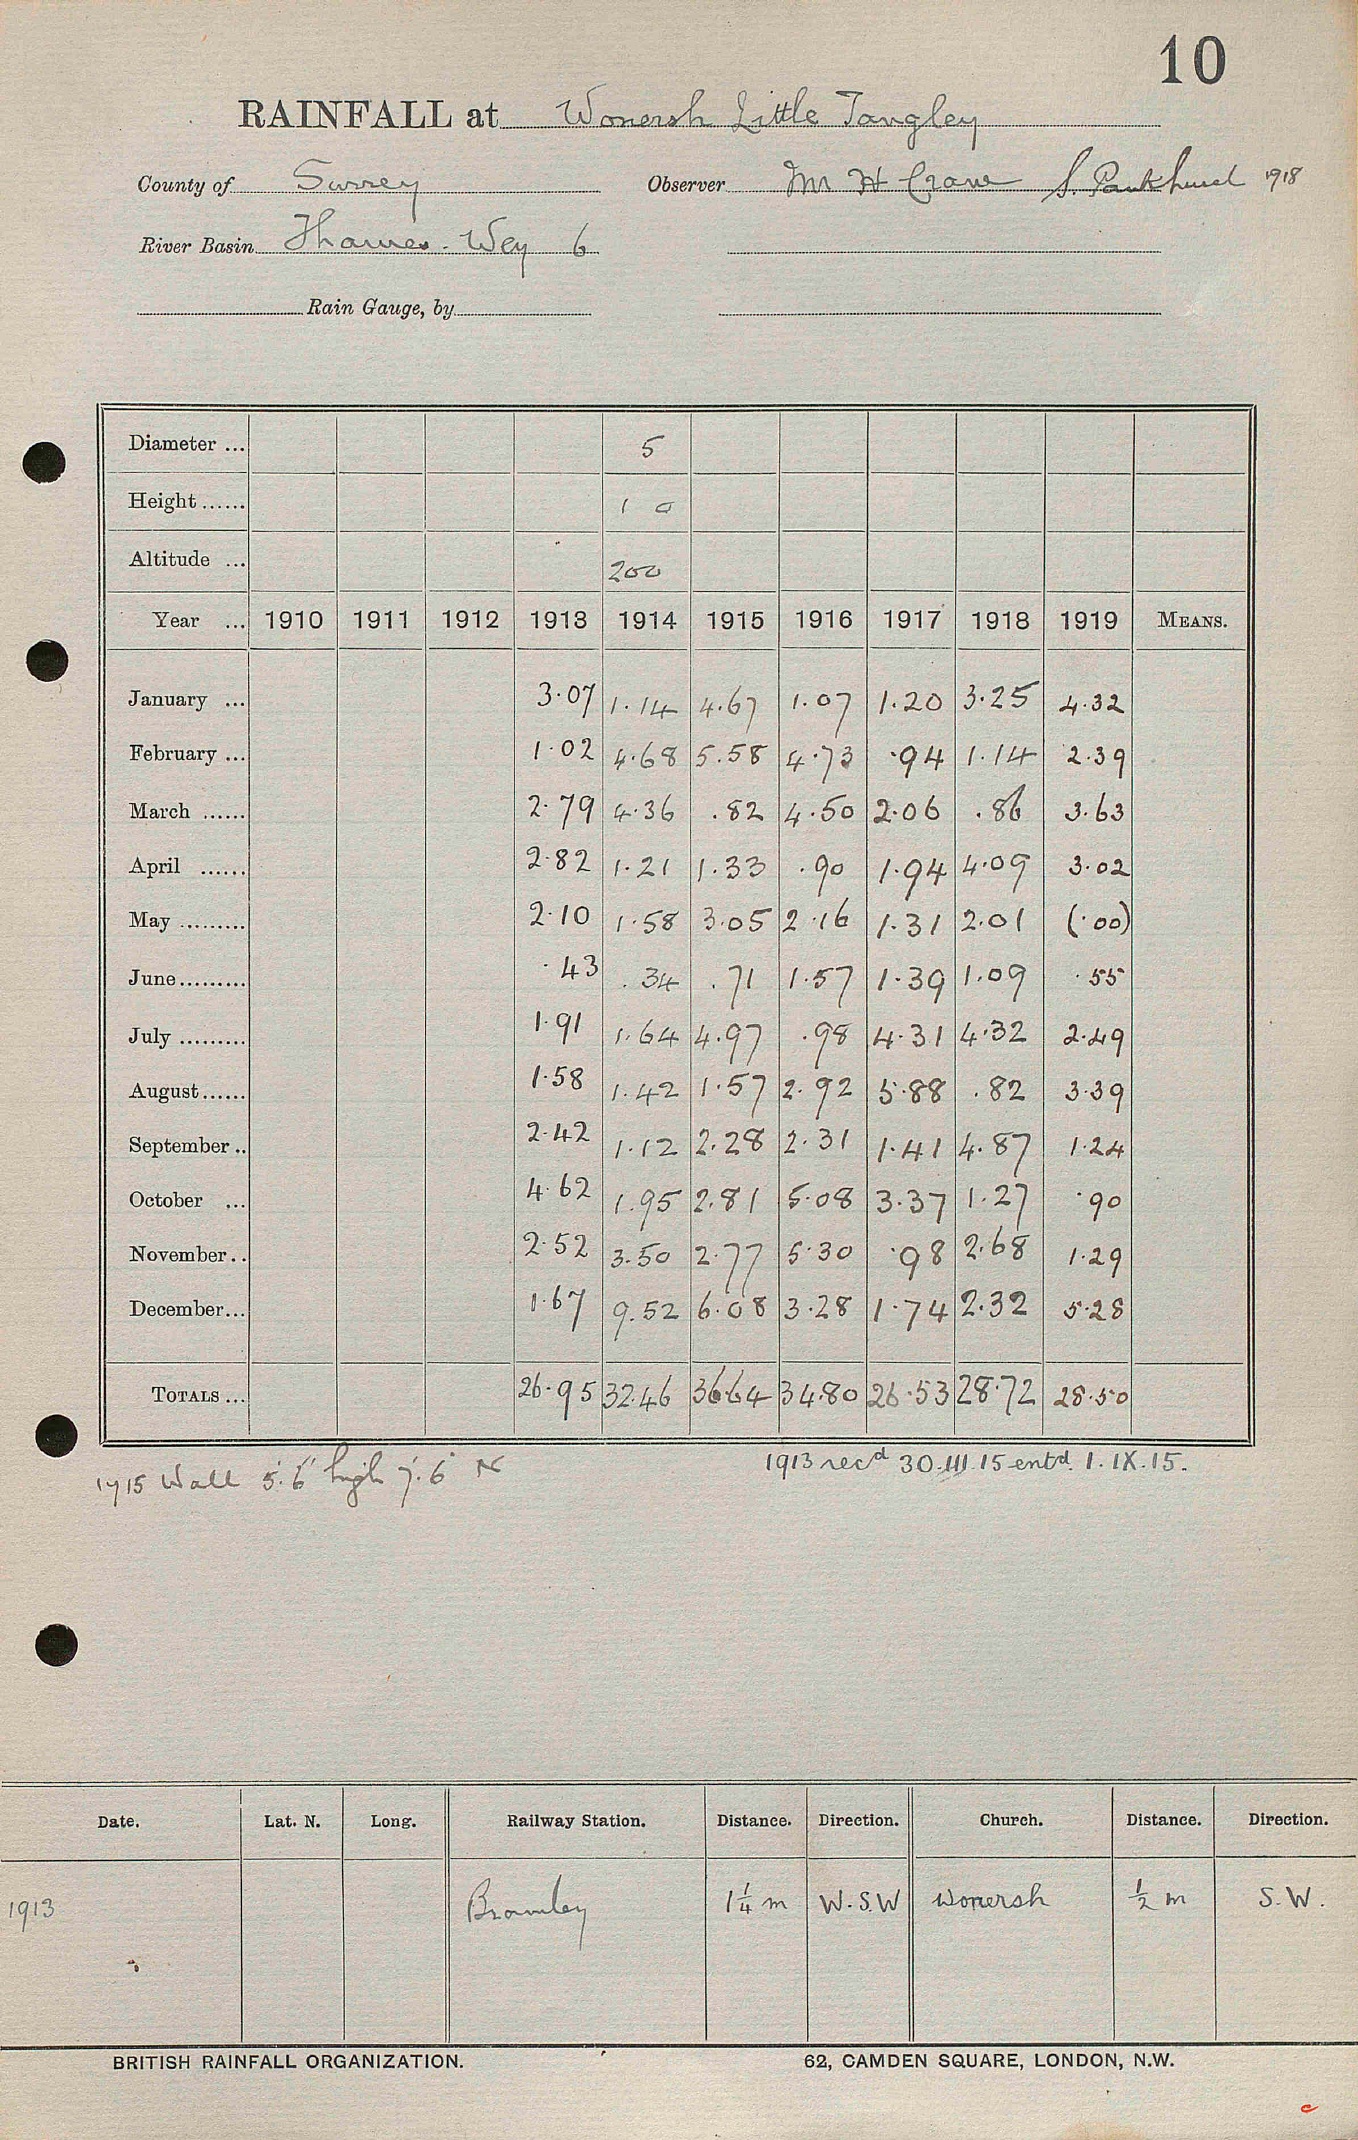 10
RAINFALL at Wonersh Little Tangley
County of Surrey Observer Mr H Crane S. Pankhurst 1918
River Basin Thames. Wey 6
Rain Gauge, by
Diameter ... 5
Height ...... 1 0
Altitude ... 200
Year ... 1910 1911 1912 1913 1914 1915 1916 1917 1918 1919 MEANS.
January ... 3.07 1.14 4.67 1.07 1.20 3.25 4.32
February ... 1.02 4.68 5.58 4.73 .94 1.14 2.39
March ...... 2.79 4.36 .82 4.50 2.06 .86 3.63
April ...... 2.82 1.21 1.33 .90 1.94 4.09 3.02
May ......... 2.10 1.58 3.05 2.16 1.31 2.01 (.00)
June......... .43 .34 .71 1.57 1.39 1.09 .55
July ......... 1.91 1.64 4.97 .98 4.31 4.32 2.49
August...... 1.58 1.42 1.57 2.92 5.88 .82 3.39
September .. 2.42 1.12 2.28 2.31 1.41 4.87 1.24
October ... 4.62 1.95 2.81 5.08 3.37 1.27 .90
November .. 2.52 3.50 2.77 5.30 .98 2.68 1.29
December... 1.67 9.52 6.08 3.28 1.74 2.32 5.28
TOTALS ... 26.95 32.46 36.64 34.80 26.53 28.72 28.50
1915 Wall 5'.6" high 7'.6" N
1913 recd 30.III.15 entd. 1.IX.15.
Date. Lat. N. Long. Railway Station. Distance. Direction. Church. Distance. Direction.
1913 Bramley 1¼ m W.S.W Wonersh ½ m S.W.
BRITISH RAINFALL ORGANIZATION. 62, CAMDEN SQUARE, LONDON, N.W.
c